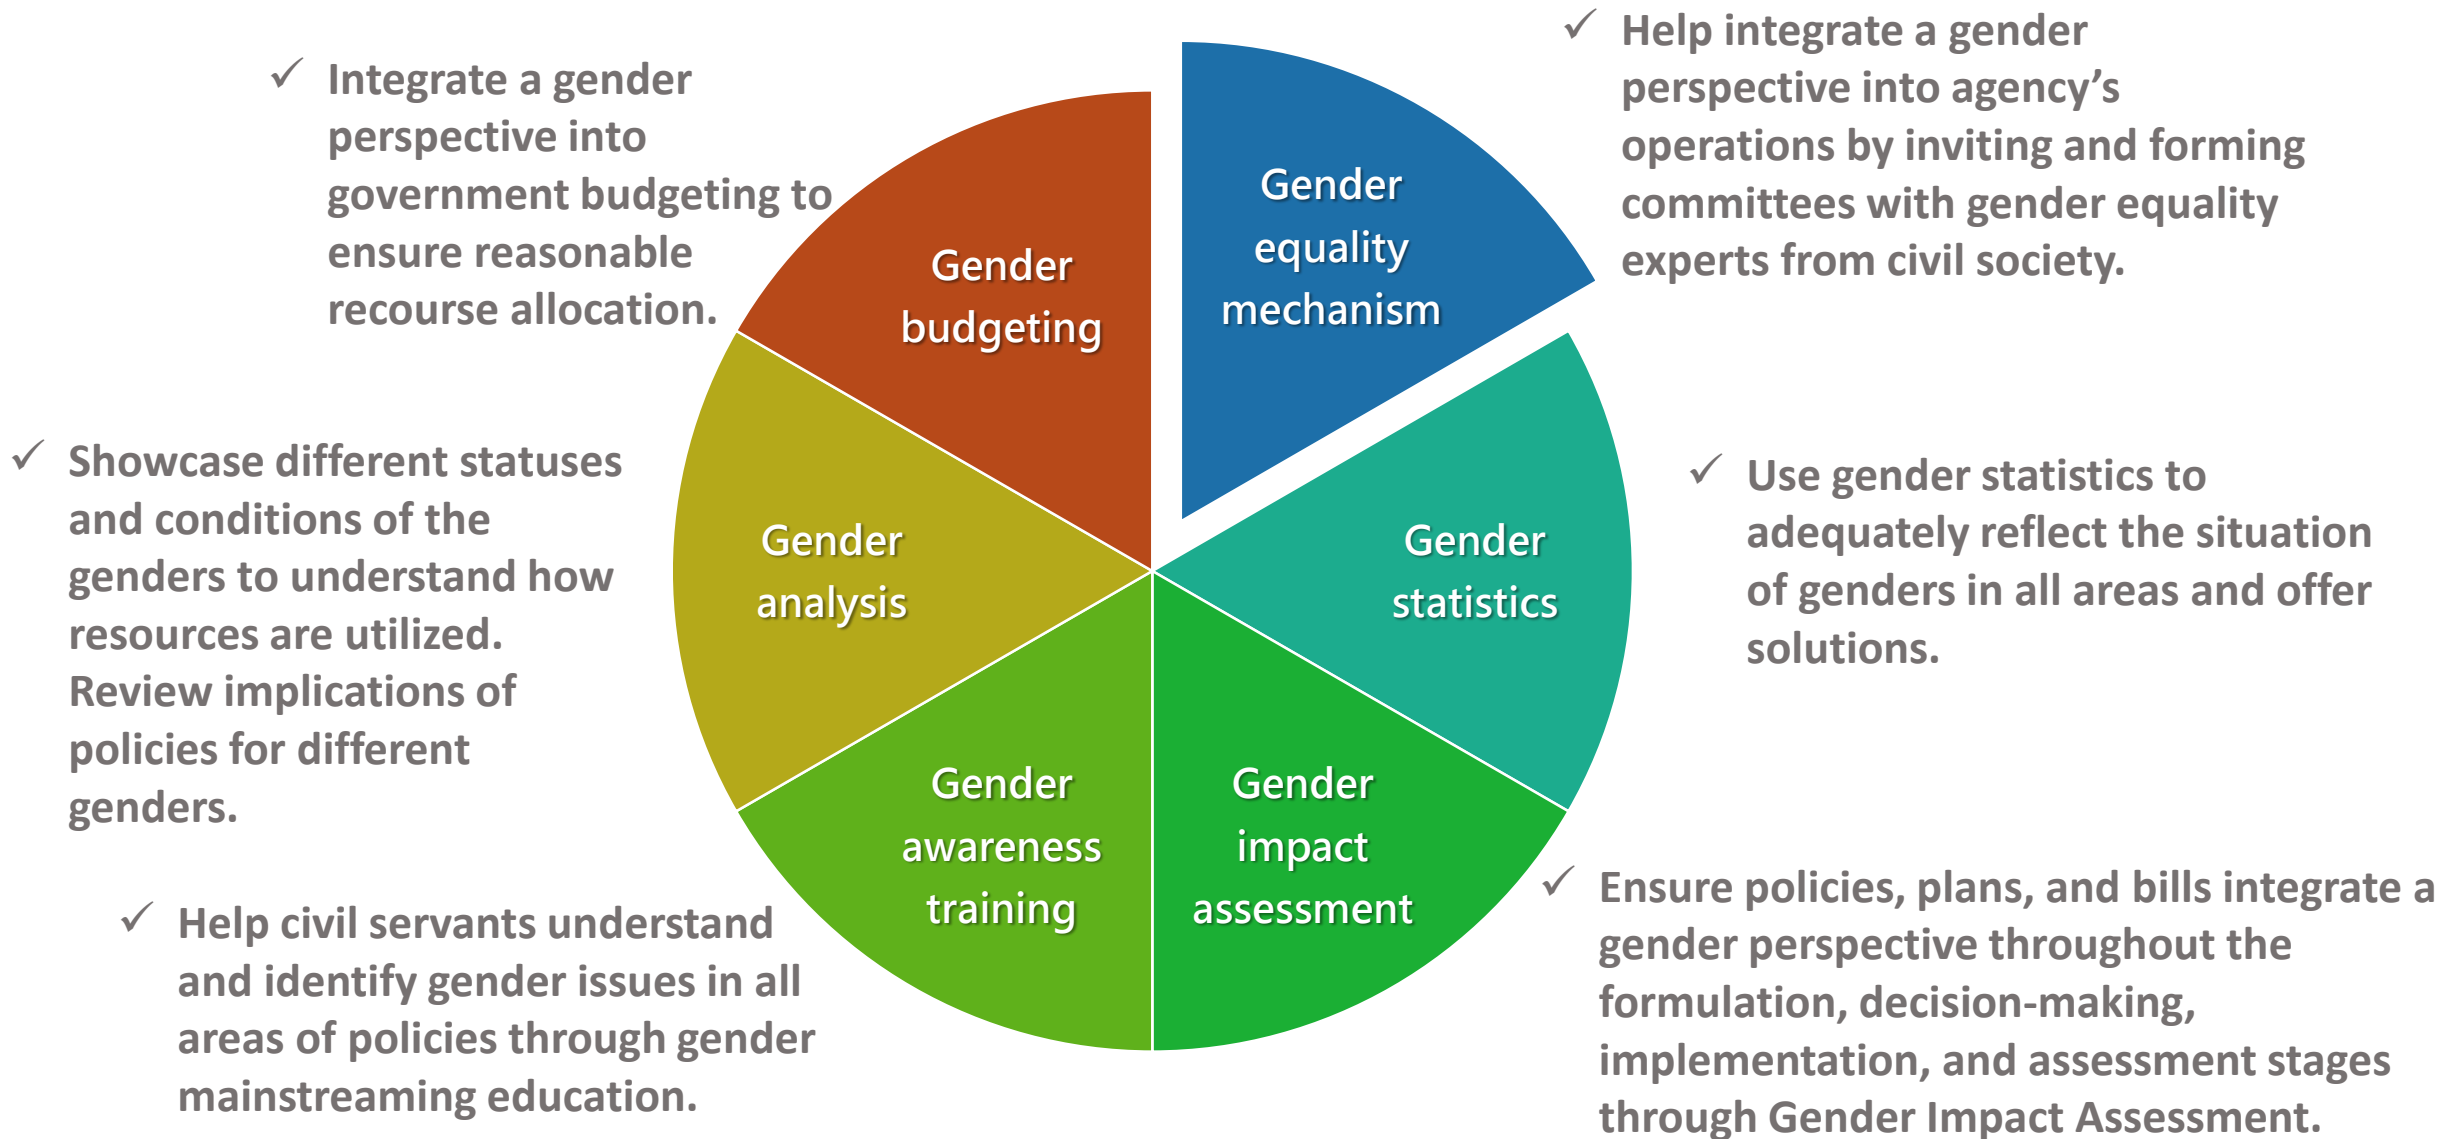 ✓ Help integrate a gender
perspective into agency’s
operations by inviting and forming
committees with gender equality
experts from civil society.
Gender
equality
mechanism
✓ Use gender statistics to
adequately reflect the situation
of genders in all areas and offer
solutions.
Gender
statistics
✓ Ensure policies, plans, and bills integrate a
gender perspective throughout the
formulation, decision-making,
implementation, and assessment stages
through Gender Impact Assessment.
Gender
impact
assessment
✓ Help civil servants understand
and identify gender issues in all
areas of policies through gender
mainstreaming education.
Gender
awareness
training
✓ Showcase different statuses
and conditions of the
genders to understand how
resources are utilized.
Review implications of
policies for different
genders.
Gender
analysis
✓ Integrate a gender
perspective into
government budgeting to
ensure reasonable
recourse allocation.
Gender
budgeting